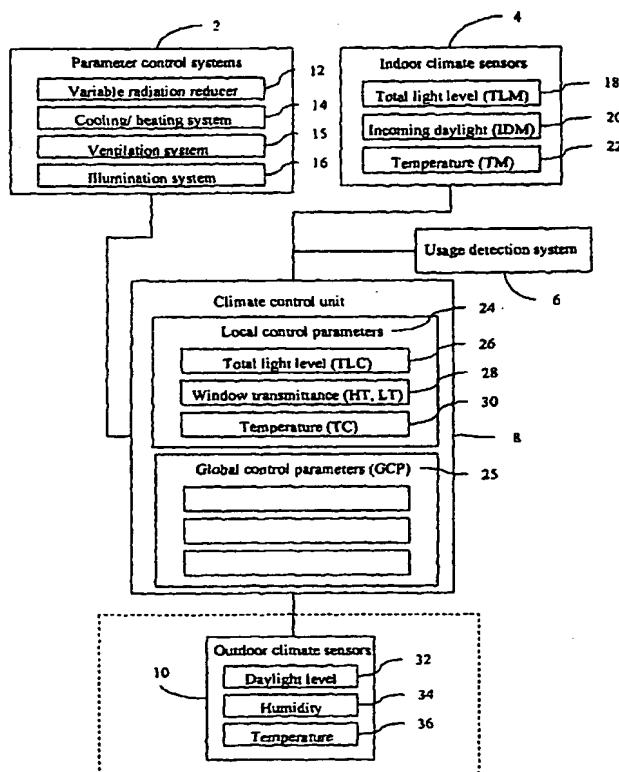 2
Parameter control systems
Variable radiation reducer
12
Cooling/ heating system
14
Ventilation system
15
Illumination system
16
4
Indoor climate sensors
Total light level (TLM)
18
Incoming daylight (IDM)
20
Temperature (TM)
22
Usage detection system
6
Climate control unit
24
Local control parameters
Total light level (TLC)
26
Window transmittance (HT, LT)
28
Temperature (TC)
30
8
Global control parameters (GCP)
25
Outdoor climate sensors
10
Daylight level
32
Humidity
34
Temperature
36